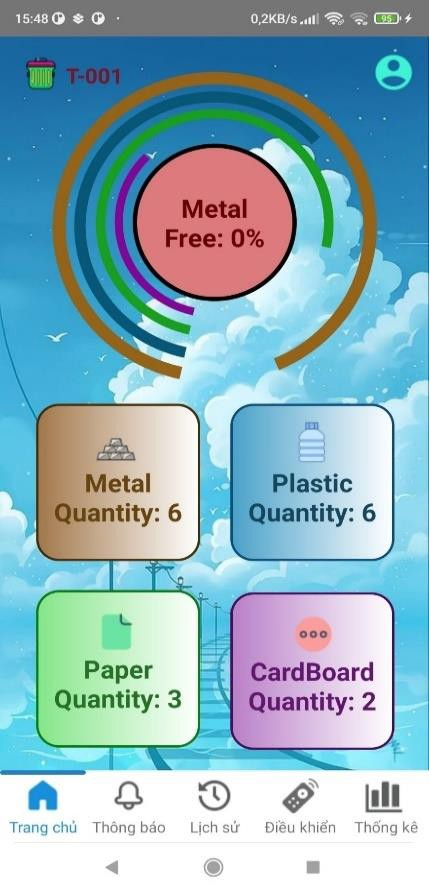 15:48
0,2KB/s
95
T-001
Metal
Free: 0%
Metal
Quantity: 6
Plastic
Quantity: 6
Paper
Quantity: 3
CardBoard
Quantity: 2
Trang chủ
Thông báo
Lịch sử
Điều khiển
Thống kê